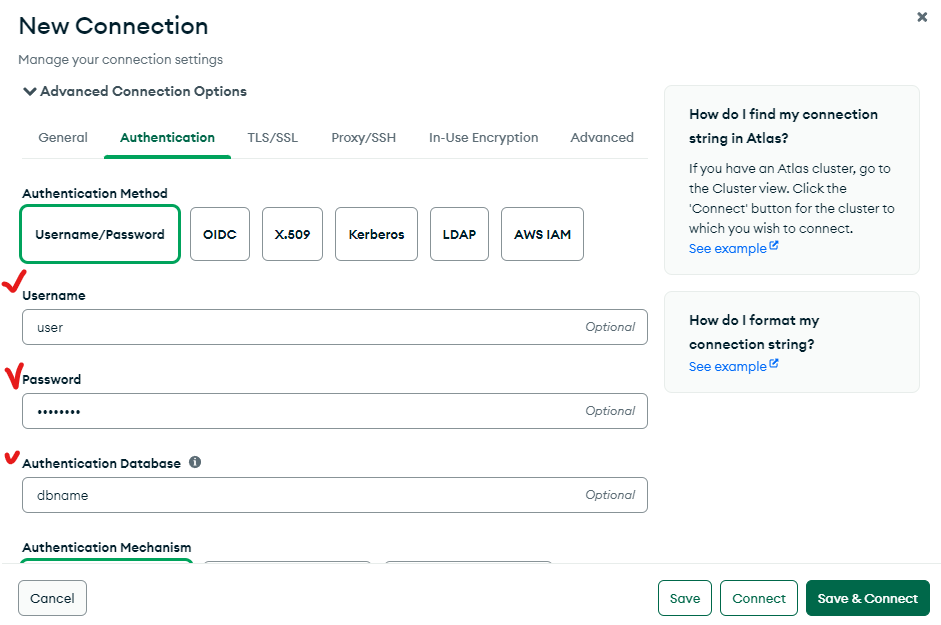 New Connection
Manage your connection settings
Advanced Connection Options
General Authentication TLS/SSL Proxy/SSH In-Use Encryption Advanced
Authentication Method
Username/Password OIDC X.509 Kerberos LDAP AWS IAM
Username
user Optional
Password
•••••••• Optional
Authentication Database
dbname Optional
Authentication Mechanism
How do I find my connection
string in Atlas?
If you have an Atlas cluster, go to
the Cluster view. Click the
'Connect' button for the cluster to
which you wish to connect.
See example
How do I format my
connection string?
See example
Cancel Save Connect Save & Connect